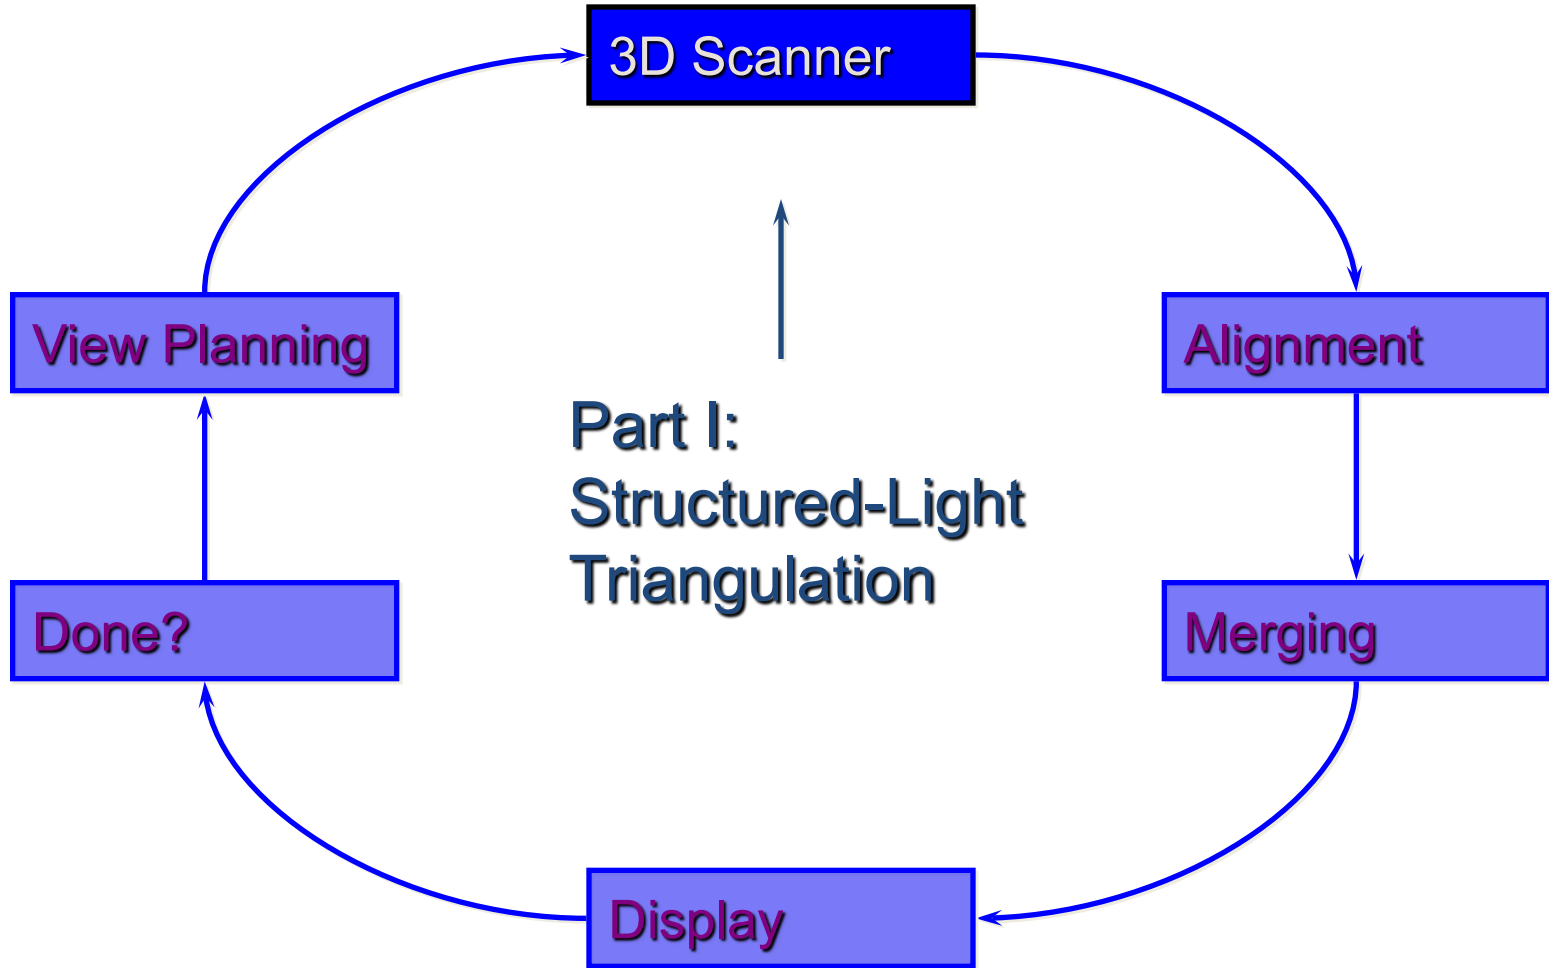 3D Scanner
View Planning
Alignment
Part I:
Structured-Light
Triangulation
Done?
Merging
Display